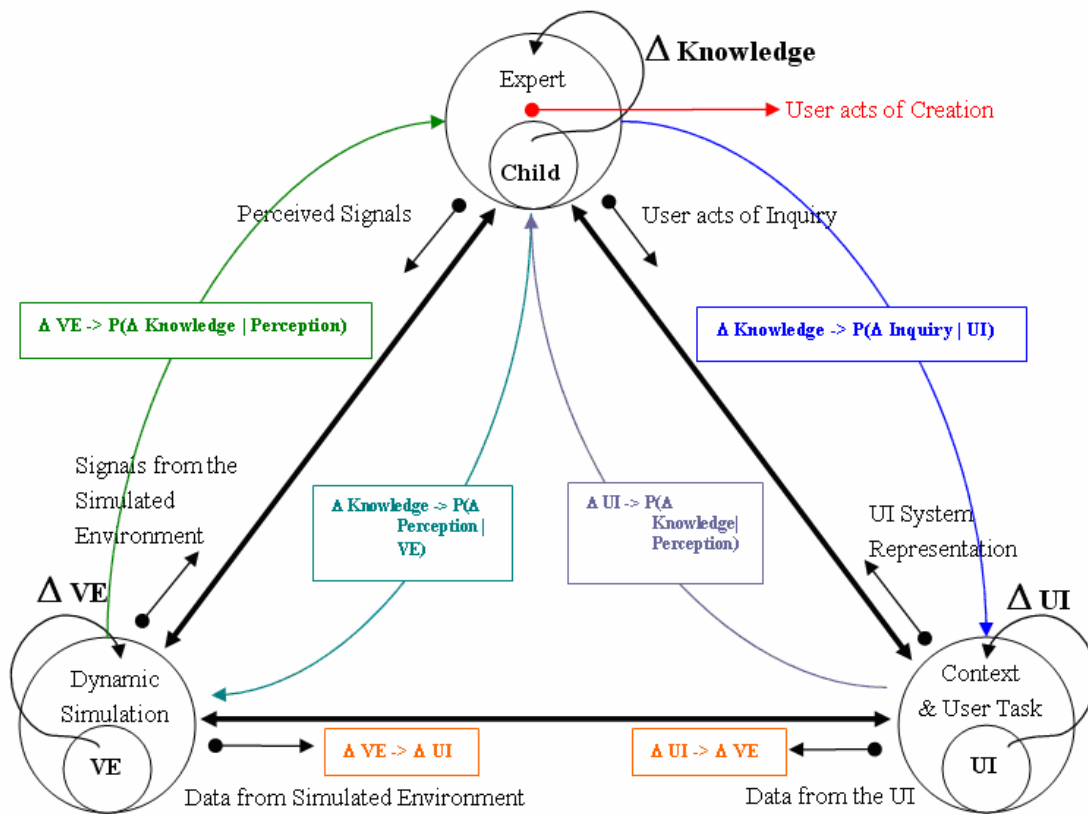 Δ Knowledge
Expert
User acts of Creation
Child
Perceived Signals
User acts of Inquiry
Δ VE -> P(Δ Knowledge | Perception)
Δ Knowledge -> P(Δ Inquiry | UI)
Signals from the
Simulated
Environment
Δ Knowledge -> P(Δ
Perception |
VE)
Δ UI -> P(Δ
Knowledge|
Perception)
UI System
Representation
Δ VE
Δ UI
Dynamic
Simulation
VE
Context
& User Task
UI
Δ VE -> Δ UI
Δ UI -> Δ VE
Data from Simulated Environment
Data from the UI